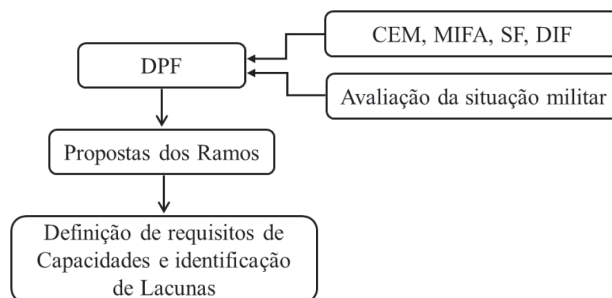 CEM, MIFA, SF, DIF
DPF
Avaliação da situação militar
Propostas dos Ramos
Definição de requisitos de
Capacidades e identificação
de Lacunas